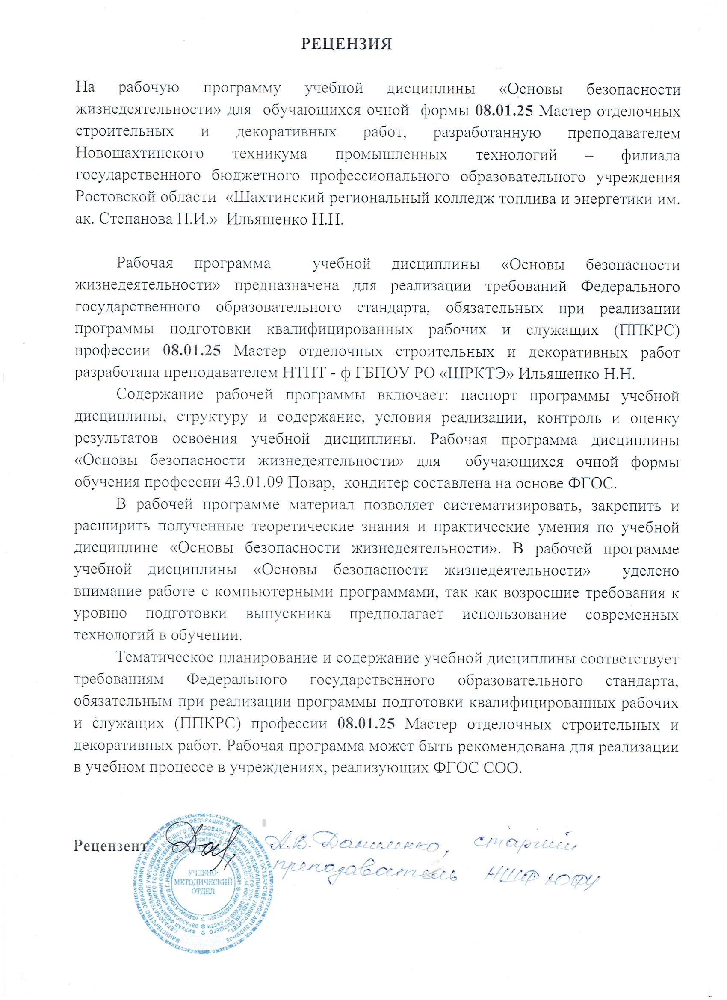 РЕЦЕНЗИЯ
На рабочую программу учебной дисциплины «Основы безопасности
жизнедеятельности» для обучающихся очной формы 08.01.25 Мастер отделочных
строительных и декоративных работ, разработанную преподавателем
Новошахтинского техникума промышленных технологий – филиала
государственного бюджетного профессионального образовательного учреждения
Ростовской области «Шахтинский региональный колледж топлива и энергетики им.
ак. Степанова П.И.» Ильяшенко Н.Н.
Рабочая программа учебной дисциплины «Основы безопасности
жизнедеятельности» предназначена для реализации требований Федерального
государственного образовательного стандарта, обязательных при реализации
программы подготовки квалифицированных рабочих и служащих (ППКРС)
профессии 08.01.25 Мастер отделочных строительных и декоративных работ
разработана преподавателем НТПТ - ф ГБПОУ РО «ШРКТЭ» Ильяшенко Н.Н.
Содержание рабочей программы включает: паспорт программы учебной
дисциплины, структуру и содержание, условия реализации, контроль и оценку
результатов освоения учебной дисциплины. Рабочая программа дисциплины
«Основы безопасности жизнедеятельности» для обучающихся очной формы
обучения профессии 43.01.09 Повар, кондитер составлена на основе ФГОС.
В рабочей программе материал позволяет систематизировать, закрепить и
расширить полученные теоретические знания и практические умения по учебной
дисциплине «Основы безопасности жизнедеятельности». В рабочей программе
учебной дисциплины «Основы безопасности жизнедеятельности» уделено
внимание работе с компьютерными программами, так как возросшие требования к
уровню подготовки выпускника предполагает использование современных
технологий в обучении.
Тематическое планирование и содержание учебной дисциплины соответствует
требованиям Федерального государственного образовательного стандарта,
обязательным при реализации программы подготовки квалифицированных рабочих
и служащих (ППКРС) профессии 08.01.25 Мастер отделочных строительных и
декоративных работ. Рабочая программа может быть рекомендована для реализации
в учебном процессе в учреждениях, реализующих ФГОС СОО.
Рецензент А.В. Даниленко, старший
преподаватель НШФ ЮФУ
УЧЕБНО-
МЕТОДИЧЕСКИЙ
ОТДЕЛ